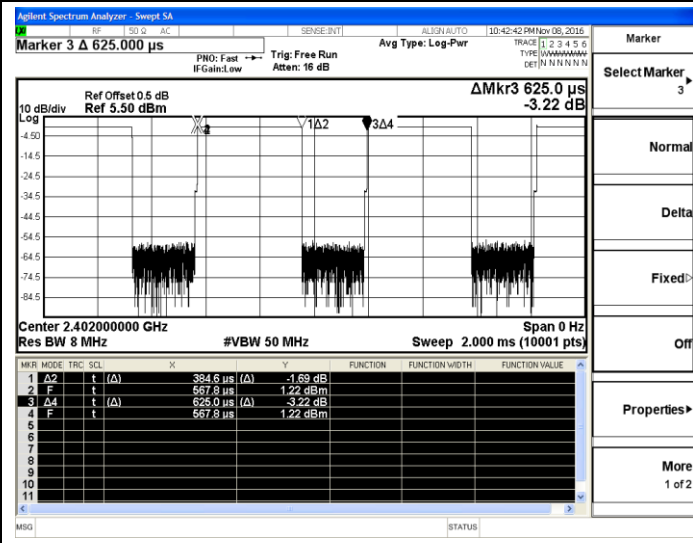 Agilent Spectrum Analyzer - Swept SA
RF 50 Ω AC SENSE:INT ALIGN AUTO 10:42:42 PM Nov 08, 2016
Marker 3 Δ 625.000 µs
PNO: Fast
IFGain:Low
Trig: Free Run
Atten: 16 dB
Avg Type: Log-Pwr
TRACE 1 2 3 4 5 6
TYPE
DET N N N N N N
Ref Offset 0.5 dB
Ref 5.50 dBm
10 dB/div
Log
ΔMkr3 625.0 µs
-3.22 dB
1Δ2
3Δ4
-4.50
-14.5
-24.5
-34.5
-44.5
-54.5
-64.5
-74.5
-84.5
Center 2.402000000 GHz Span 0 Hz
Res BW 8 MHz #VBW 50 MHz Sweep 2.000 ms (10001 pts)
MKR MODE TRC SCL X Y FUNCTION FUNCTION WIDTH FUNCTION VALUE
1 Δ2 t (Δ) 384.6 µs (Δ) -1.69 dB
2 F t 567.8 µs 1.22 dBm
3 Δ4 t (Δ) 625.0 µs (Δ) -3.22 dB
4 F t 567.8 µs 1.22 dBm
5
6
7
8
9
10
11
MSG STATUS
Marker
Select Marker
3
Normal
Delta
Fixed
Off
Properties
More
1 of 2